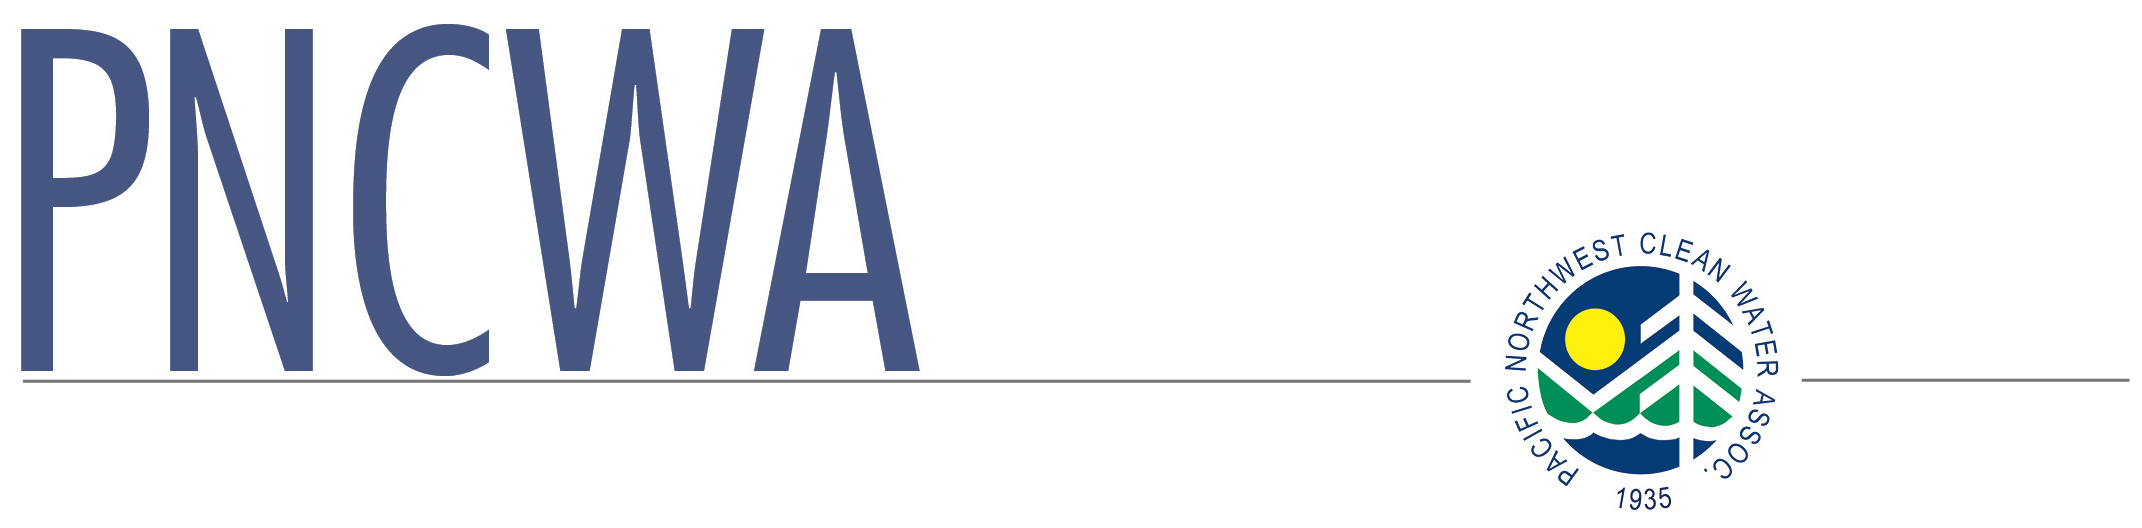 PNCWA
PACIFIC NORTHWEST CLEAN WATER ASSOC.
1935